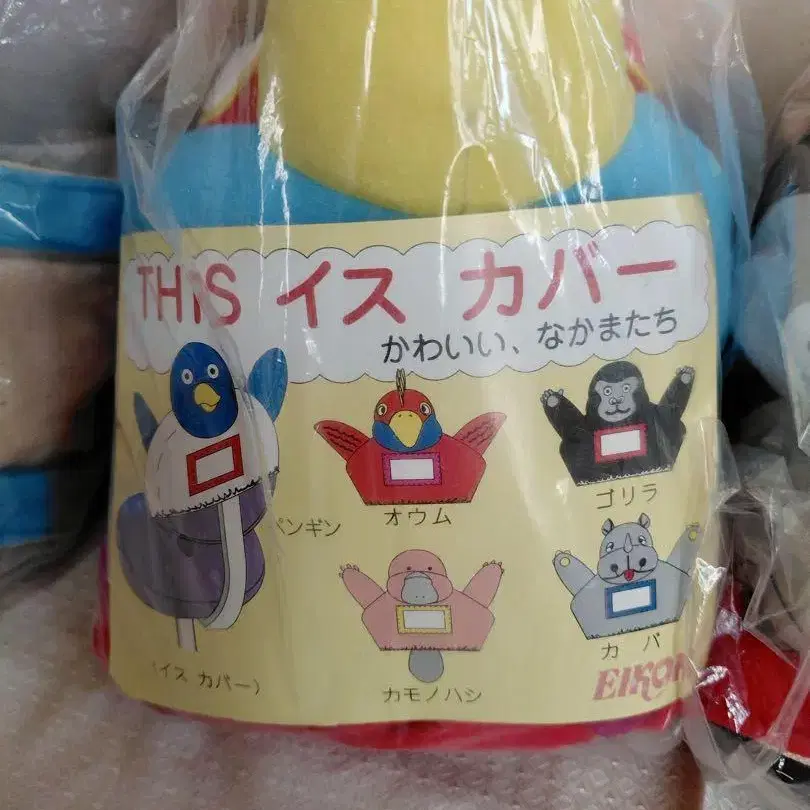 THIS イス カバー
かわいい、なかまたち
ペンギン
オウム
ゴリラ
(イス カバー)
カモノハシ
カバ